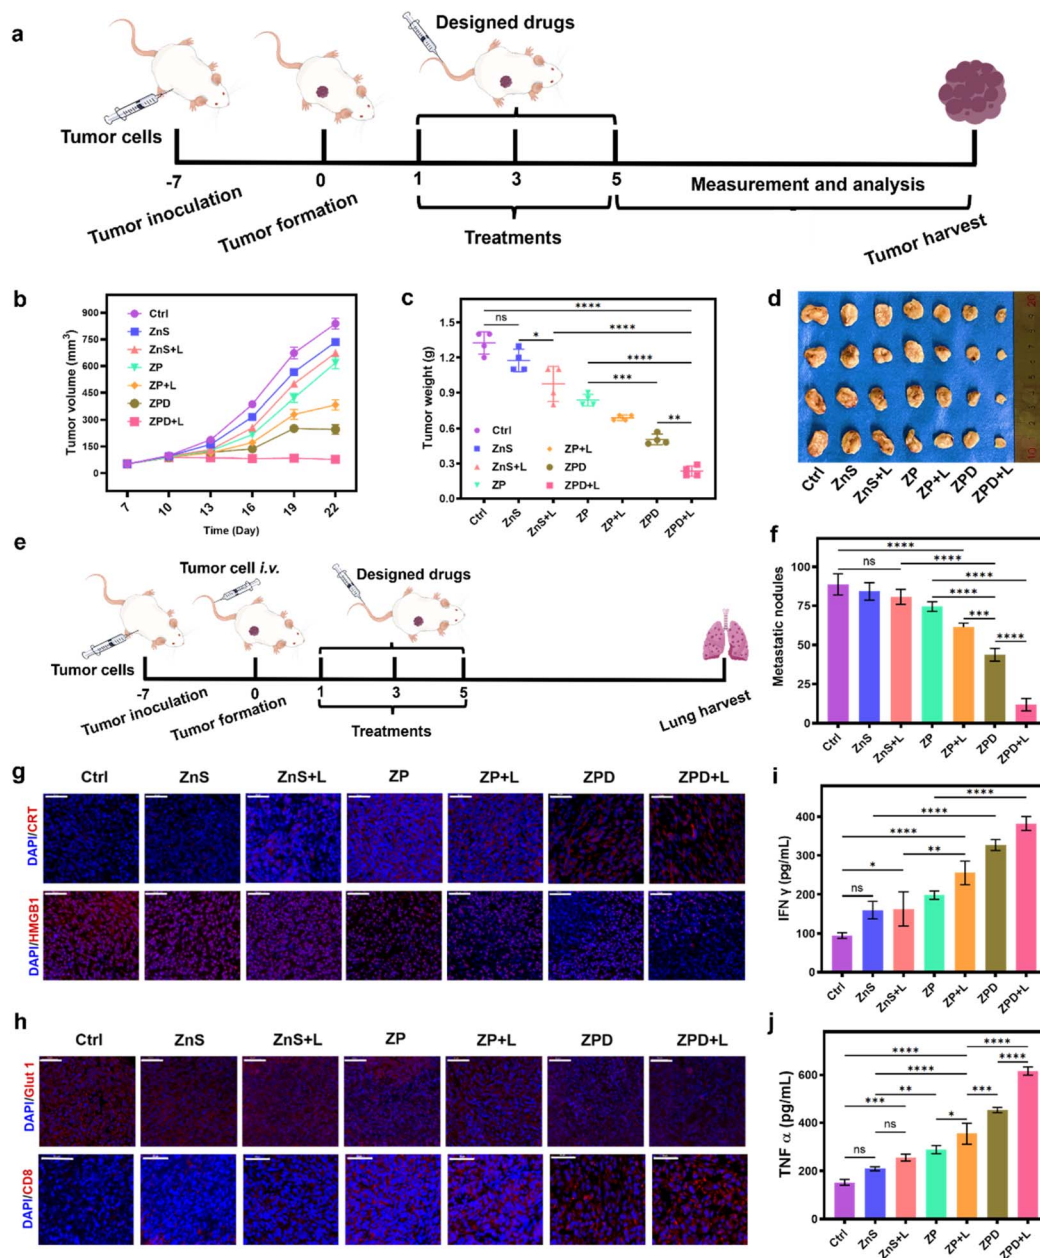 a
Designed drugs
Tumor cells
-7
0
1
3
5
Measurement and analysis
Tumor inoculation
Tumor formation
Treatments
Tumor harvest
b
Tumor volume (mm³)
900
750
600
450
300
150
0
Ctrl
ZnS
ZnS+L
ZP
ZP+L
ZPD
ZPD+L
7 10 13 16 19 22
Time (Day)
c
Tumor weight (g)
1.5
1.2
0.9
0.6
0.3
0.0
****
ns
*
****
****
***
**
Ctrl
ZnS
ZnS+L
ZP
ZP+L
ZPD
ZPD+L
Ctrl ZnS ZnS+L ZP ZP+L ZPD ZPD+L
d
Ctrl ZnS ZnS+L ZP ZP+L ZPD ZPD+L
e
Tumor cell i.v.
Designed drugs
Tumor cells
-7
0
1
3
5
Tumor inoculation
Tumor formation
Treatments
Lung harvest
f
Metastatic nodules
100
75
50
25
0
****
ns
****
****
****
***
****
Ctrl ZnS ZnS+L ZP ZP+L ZPD ZPD+L
g
Ctrl ZnS ZnS+L ZP ZP+L ZPD ZPD+L
DAPI/CRT
DAPI/HMGB1
h
Ctrl ZnS ZnS+L ZP ZP+L ZPD ZPD+L
DAPI/Glut 1
DAPI/CD8
i
IFN γ (pg/mL)
400
300
200
100
0
****
****
****
**
*
ns
Ctrl ZnS ZnS+L ZP ZP+L ZPD ZPD+L
j
TNF α (pg/mL)
600
400
200
0
****
****
****
****
**
***
***
*
ns
ns
Ctrl ZnS ZnS+L ZP ZP+L ZPD ZPD+L